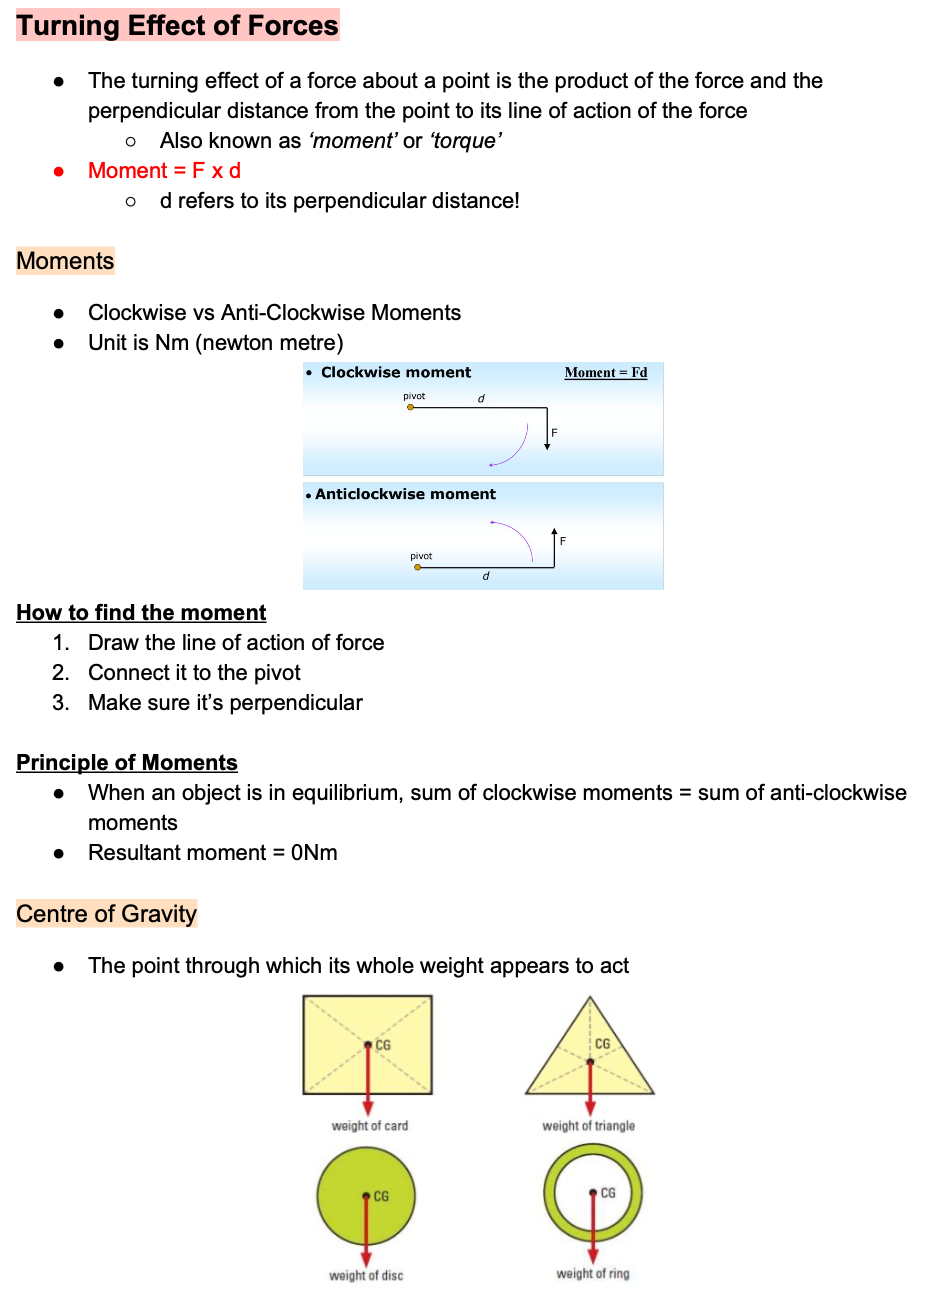 Turning Effect of Forces
● The turning effect of a force about a point is the product of the force and the
perpendicular distance from the point to its line of action of the force
○ Also known as ‘moment’ or ‘torque’
● Moment = F x d
○ d refers to its perpendicular distance!
Moments
● Clockwise vs Anti-Clockwise Moments
● Unit is Nm (newton metre)
• Clockwise moment
Moment = Fd
pivot
d
F
• Anticlockwise moment
F
pivot
d
How to find the moment
1. Draw the line of action of force
2. Connect it to the pivot
3. Make sure it’s perpendicular
Principle of Moments
● When an object is in equilibrium, sum of clockwise moments = sum of anti-clockwise
moments
● Resultant moment = 0Nm
Centre of Gravity
● The point through which its whole weight appears to act
CG
CG
weight of card
weight of triangle
CG
CG
weight of disc
weight of ring